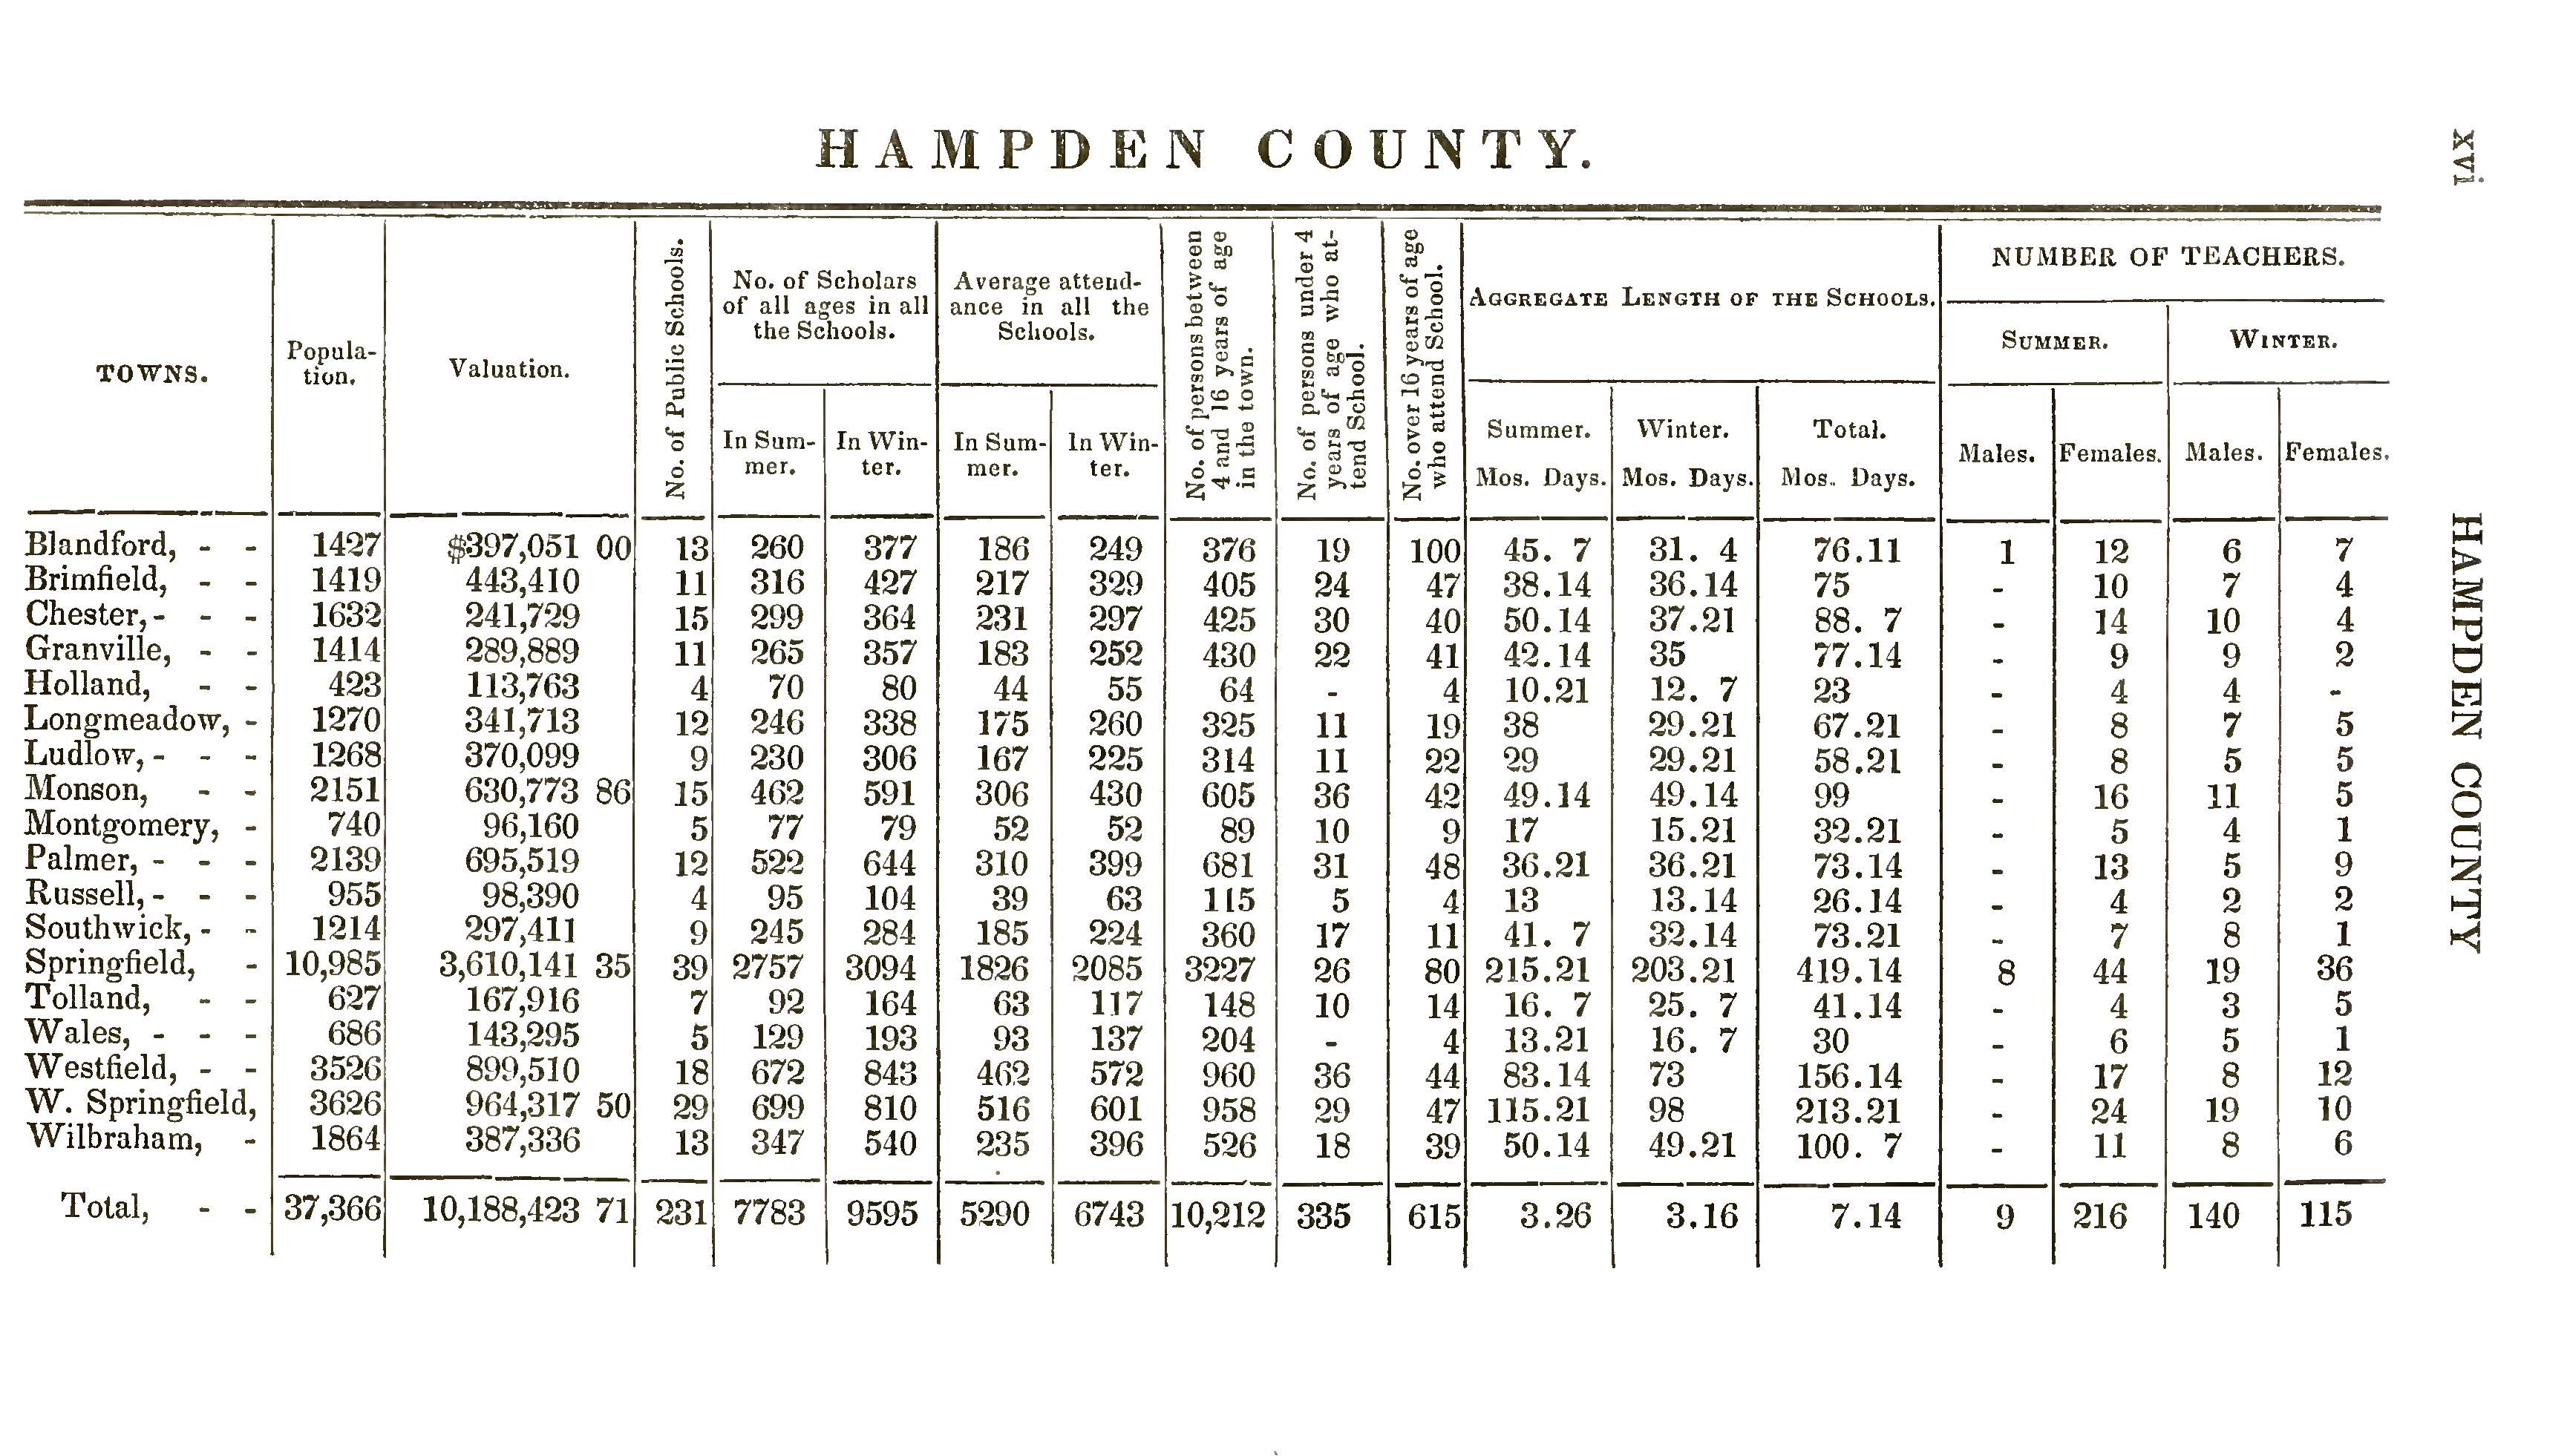 HAMPDEN COUNTY.
xvi
HAMPDEN COUNTY
TOWNS.
Popula-
tion.
Valuation.
No. of Public Schools.
No. of Scholars
of all ages in all
the Schools.
In Sum-
mer.
In Win-
ter.
Average attend-
ance in all the
Schools.
In Sum-
mer.
In Win-
ter.
No. of persons between
4 and 16 years of age
in the town.
No. of persons under 4
years of age who at-
tend School.
No. over 16 years of age
who attend School.
AGGREGATE LENGTH OF THE SCHOOLS.
Summer. Winter. Total.
Mos. Days. Mos. Days. Mos. Days.
NUMBER OF TEACHERS.
SUMMER. WINTER.
Males. Females. Males. Females.
Blandford, - - 1427 $397,051 00 13 260 377 186 249 376 19 100 45. 7 31. 4 76.11 1 12 6 7
Brimfield, - - 1419 443,410 11 316 427 217 329 405 24 47 38.14 36.14 75 - 10 7 4
Chester, - - - 1632 241,729 15 299 364 231 297 425 30 40 50.14 37.21 88. 7 - 14 10 4
Granville, - - 1414 289,889 11 265 357 183 252 430 22 41 42.14 35 77.14 - 9 9 2
Holland, - - 423 113,763 4 70 80 44 55 64 - 4 10.21 12. 7 23 - 4 4 -
Longmeadow, - 1270 341,713 12 246 338 175 260 325 11 19 38 29.21 67.21 - 8 7 5
Ludlow, - - - 1268 370,099 9 230 306 167 225 314 11 22 29 29.21 58.21 - 8 5 5
Monson, - - 2151 630,773 86 15 462 591 306 430 605 36 42 49.14 49.14 99 - 16 11 5
Montgomery, - 740 96,160 5 77 79 52 52 89 10 9 17 15.21 32.21 - 5 4 1
Palmer, - - - 2139 695,519 12 522 644 310 399 681 31 48 36.21 36.21 73.14 - 13 5 9
Russell, - - - 955 98,390 4 95 104 39 63 115 5 4 13 13.14 26.14 - 4 2 2
Southwick, - - 1214 297,411 9 245 284 185 224 360 17 11 41. 7 32.14 73.21 - 7 8 1
Springfield, - 10,985 3,610,141 35 39 2757 3094 1826 2085 3227 26 80 215.21 203.21 419.14 8 44 19 36
Tolland, - - 627 167,916 7 92 164 63 117 148 10 14 16. 7 25. 7 41.14 - 4 3 5
Wales, - - - 686 143,295 5 129 193 93 137 204 - 4 13.21 16. 7 30 - 6 5 1
Westfield, - - 3526 899,510 18 672 843 462 572 960 36 44 83.14 73 156.14 - 17 8 12
W. Springfield, 3626 964,317 50 29 699 810 516 601 958 29 47 115.21 98 213.21 - 24 19 10
Wilbraham, - 1864 387,336 13 347 540 235 396 526 18 39 50.14 49.21 100. 7 - 11 8 6
Total, - - 37,366 10,188,423 71 231 7783 9595 5290 6743 10,212 335 615 3.26 3.16 7.14 9 216 140 115